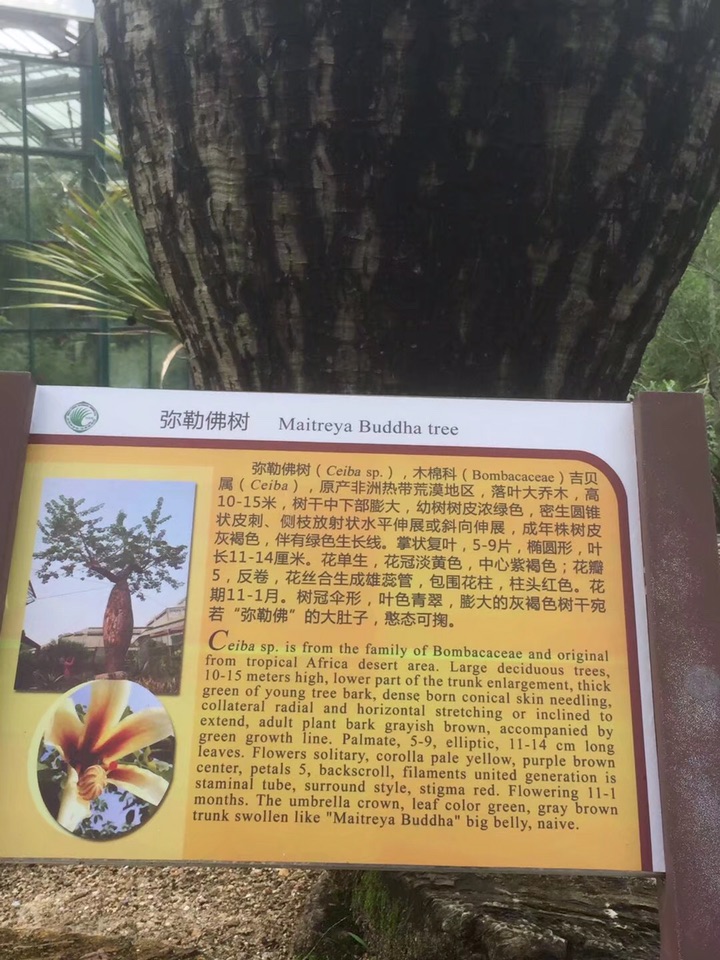 弥勒佛树 Maitreya Buddha tree
弥勒佛树（Ceiba sp.），木棉科（Bombacaceae）吉贝
属（Ceiba），原产非洲热带荒漠地区，落叶大乔木，高
10-15米，树干中下部膨大，幼树树皮浓绿色，密生圆锥
状皮刺、侧枝放射状水平伸展或斜向伸展，成年株树皮
灰褐色，伴有绿色生长线。掌状复叶，5-9片，椭圆形，叶
长11-14厘米。花单生，花冠淡黄色，中心紫褐色；花瓣
5，反卷，花丝合生成雄蕊管，包围花柱，柱头红色。花
期11-1月。树冠伞形，叶色青翠，膨大的灰褐色树干宛
若“弥勒佛”的大肚子，憨态可掬。
Ceiba sp. is from the family of Bombacaceae and original
from tropical Africa desert area. Large deciduous trees,
10-15 meters high, lower part of the trunk enlargement, thick
green of young tree bark, dense born conical skin needling,
collateral radial and horizontal stretching or inclined to
extend, adult plant bark grayish brown, accompanied by
green growth line. Palmate, 5-9, elliptic, 11-14 cm long
leaves. Flowers solitary, corolla pale yellow, purple brown
center, petals 5, backscroll, filaments united generation is
staminal tube, surround style, stigma red. Flowering 11-1
months. The umbrella crown, leaf color green, gray brown
trunk swollen like "Maitreya Buddha" big belly, naive.